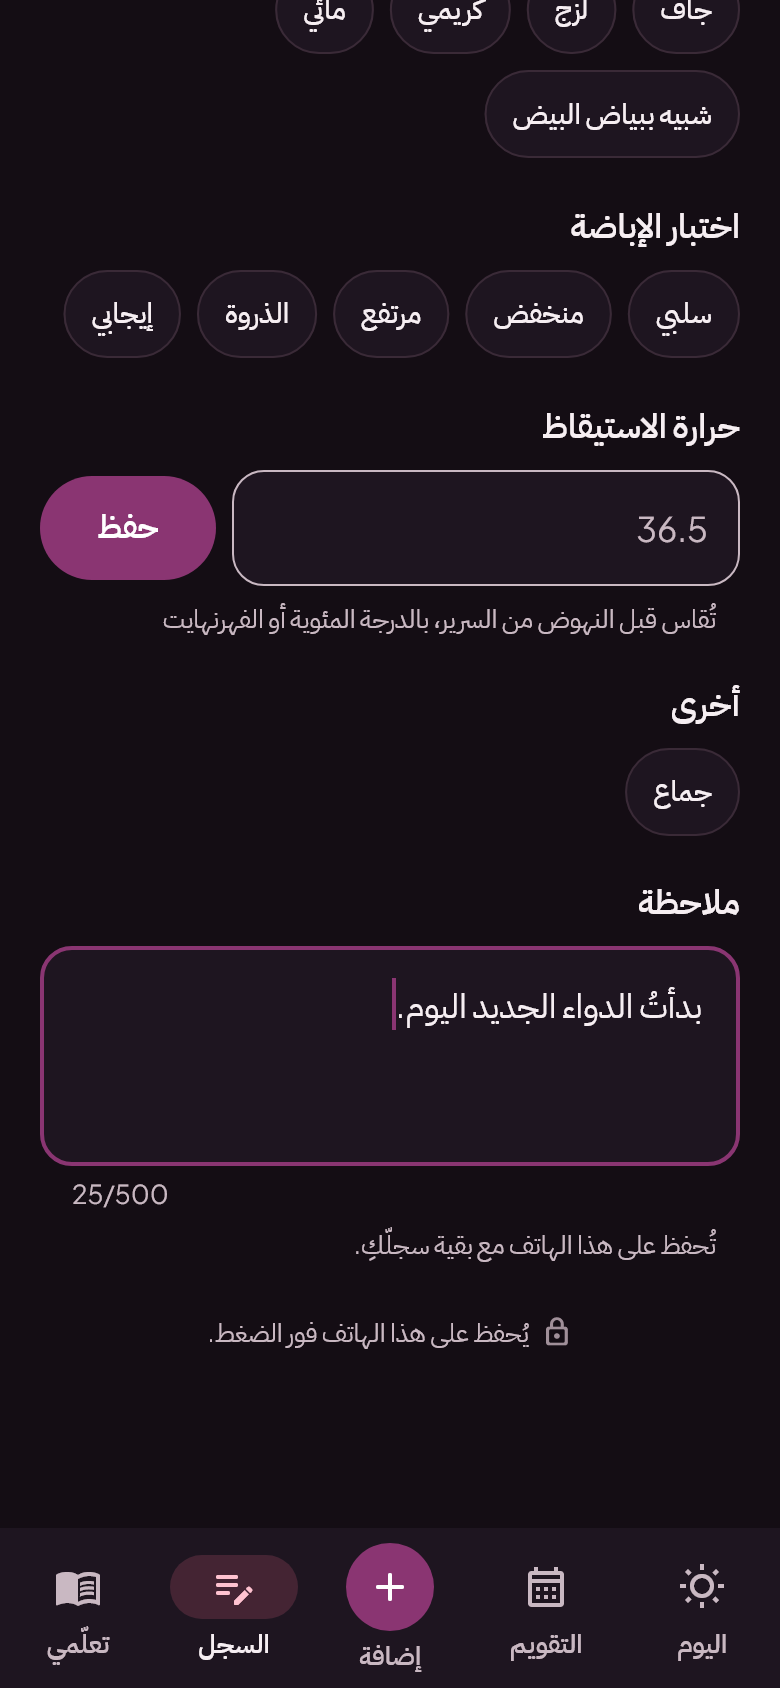 جاف لزج كريمي مائي
شبيه ببياض البيض
اختبار الإباضة
سلبي منخفض مرتفع الذروة إيجابي
حرارة الاستيقاظ
36.5 حفظ
تُقاس قبل النهوض من السرير، بالدرجة المئوية أو الفهرنهايت
أخرى
جماع
ملاحظة
بدأتُ الدواء الجديد اليوم.
25/500
تُحفظ على هذا الهاتف مع بقية سجلّكِ.
يُحفظ على هذا الهاتف فور الضغط.
اليوم التقويم إضافة السجل تعلّمي